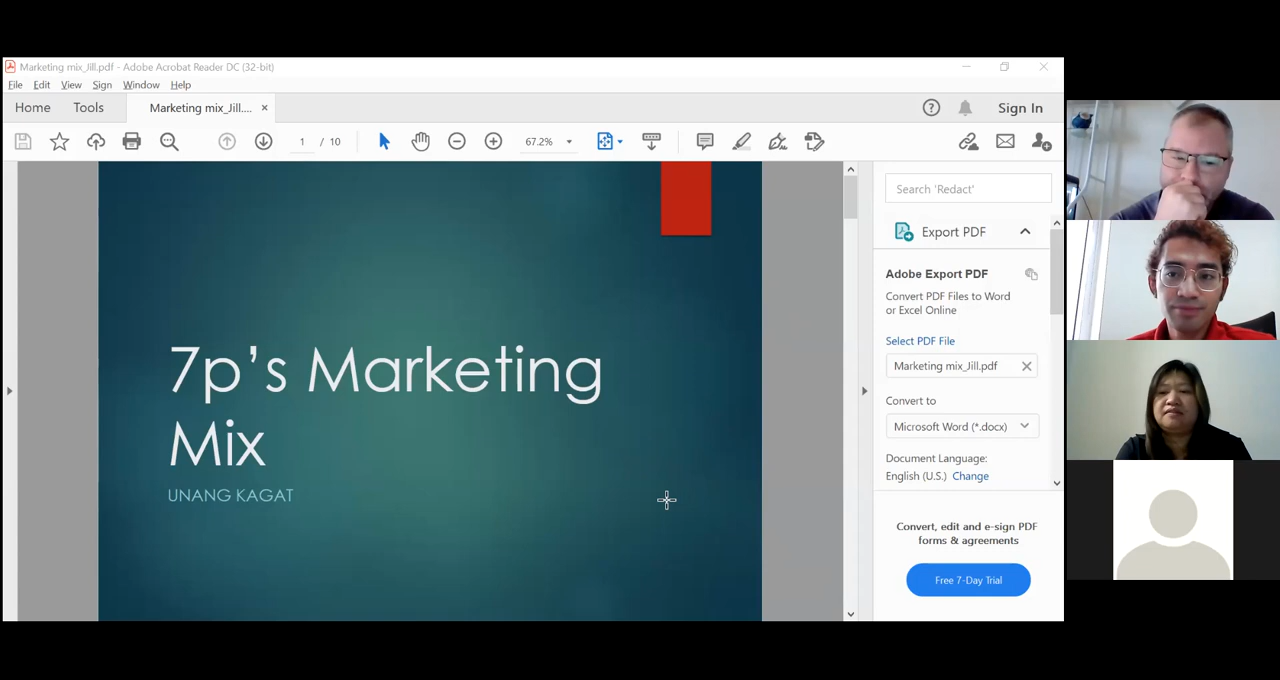 Marketing mix_Jill.pdf - Adobe Acrobat Reader DC (32-bit)
File Edit View Sign Window Help
Home Tools Marketing mix_Jill.... × ? Sign In
1 / 10 67.2%
Search 'Redact'
Export PDF
Adobe Export PDF
Convert PDF Files to Word
or Excel Online
Select PDF File
Marketing mix_Jill.pdf
Convert to
Microsoft Word (*.docx)
Document Language:
English (U.S.) Change
Convert, edit and e-sign PDF
forms & agreements
Free 7-Day Trial
7p's Marketing
Mix
UNANG KAGAT